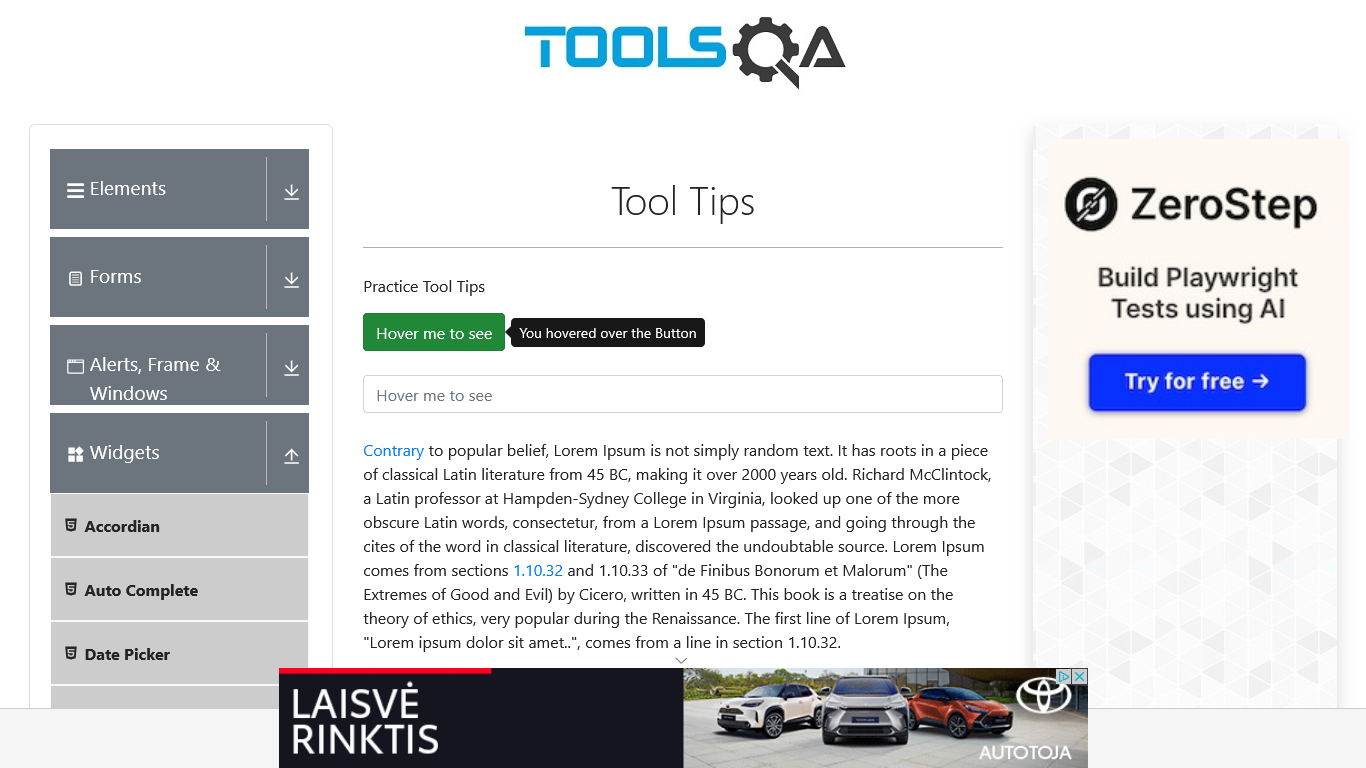 TOOLSQA
Elements
Forms
Alerts, Frame &
Windows
Widgets
Accordian
Auto Complete
Date Picker
Tool Tips
Practice Tool Tips
Hover me to see
You hovered over the Button
Hover me to see
Contrary to popular belief, Lorem Ipsum is not simply random text. It has roots in a piece
of classical Latin literature from 45 BC, making it over 2000 years old. Richard McClintock,
a Latin professor at Hampden-Sydney College in Virginia, looked up one of the more
obscure Latin words, consectetur, from a Lorem Ipsum passage, and going through the
cites of the word in classical literature, discovered the undoubtable source. Lorem Ipsum
comes from sections 1.10.32 and 1.10.33 of "de Finibus Bonorum et Malorum" (The
Extremes of Good and Evil) by Cicero, written in 45 BC. This book is a treatise on the
theory of ethics, very popular during the Renaissance. The first line of Lorem Ipsum,
"Lorem ipsum dolor sit amet..", comes from a line in section 1.10.32.
ZeroStep
Build Playwright
Tests using AI
Try for free →
LAISVĖ
RINKTIS
AUTOTOJA